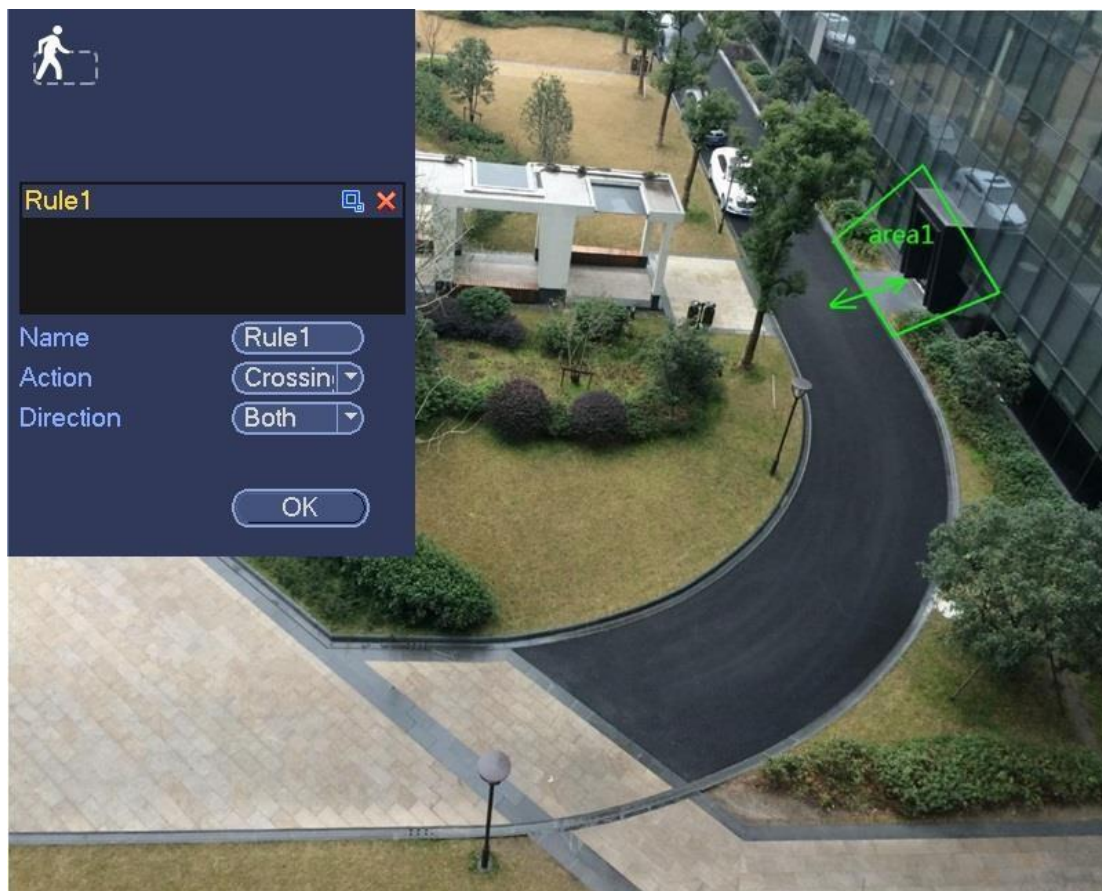 Rule1
Name Rule1
Action Crossin
Direction Both
OK
area1